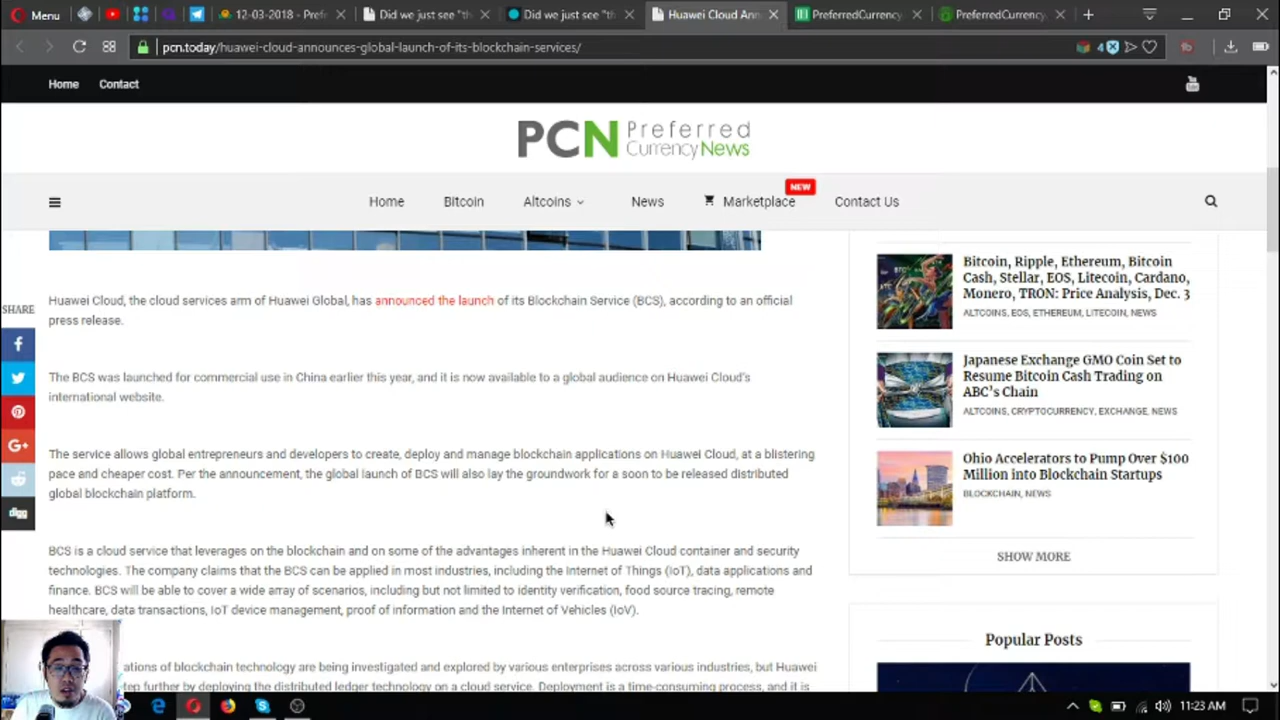 Menu
12-03-2018 - Pref
Did we just see "th
Did we just see "th
Huawei Cloud Ann
PreferredCurrency
PreferredCurrency
pcn.today/huawei-cloud-announces-global-launch-of-its-blockchain-services/
4
Home Contact
PCN Preferred
CurrencyNews
NEW
Home Bitcoin Altcoins News Marketplace Contact Us
Huawei Cloud, the cloud services arm of Huawei Global, has announced the launch of its Blockchain Service (BCS), according to an official
press release.
The BCS was launched for commercial use in China earlier this year, and it is now available to a global audience on Huawei Cloud's
international website.
The service allows global entrepreneurs and developers to create, deploy and manage blockchain applications on Huawei Cloud, at a blistering
pace and cheaper cost. Per the announcement, the global launch of BCS will also lay the groundwork for a soon to be released distributed
global blockchain platform.
BCS is a cloud service that leverages on the blockchain and on some of the advantages inherent in the Huawei Cloud container and security
technologies. The company claims that the BCS can be applied in most industries, including the Internet of Things (IoT), data applications and
finance. BCS will be able to cover a wide array of scenarios, including but not limited to identity verification, food source tracing, remote
healthcare, data transactions, IoT device management, proof of information and the Internet of Vehicles (IoV).
ations of blockchain technology are being investigated and explored by various enterprises across various industries, but Huawei
tep further by deploying the distributed ledger technology on a cloud service. Deployment is a time-consuming process, and it is
SHARE
f
G+
digg
Bitcoin, Ripple, Ethereum, Bitcoin
Cash, Stellar, EOS, Litecoin, Cardano,
Monero, TRON: Price Analysis, Dec. 3
ALTCOINS, EOS, ETHEREUM, LITECOIN, NEWS
Japanese Exchange GMO Coin Set to
Resume Bitcoin Cash Trading on
ABC's Chain
ALTCOINS, CRYPTOCURRENCY, EXCHANGE, NEWS
Ohio Accelerators to Pump Over $100
Million into Blockchain Startups
BLOCKCHAIN, NEWS
SHOW MORE
Popular Posts
11:23 AM